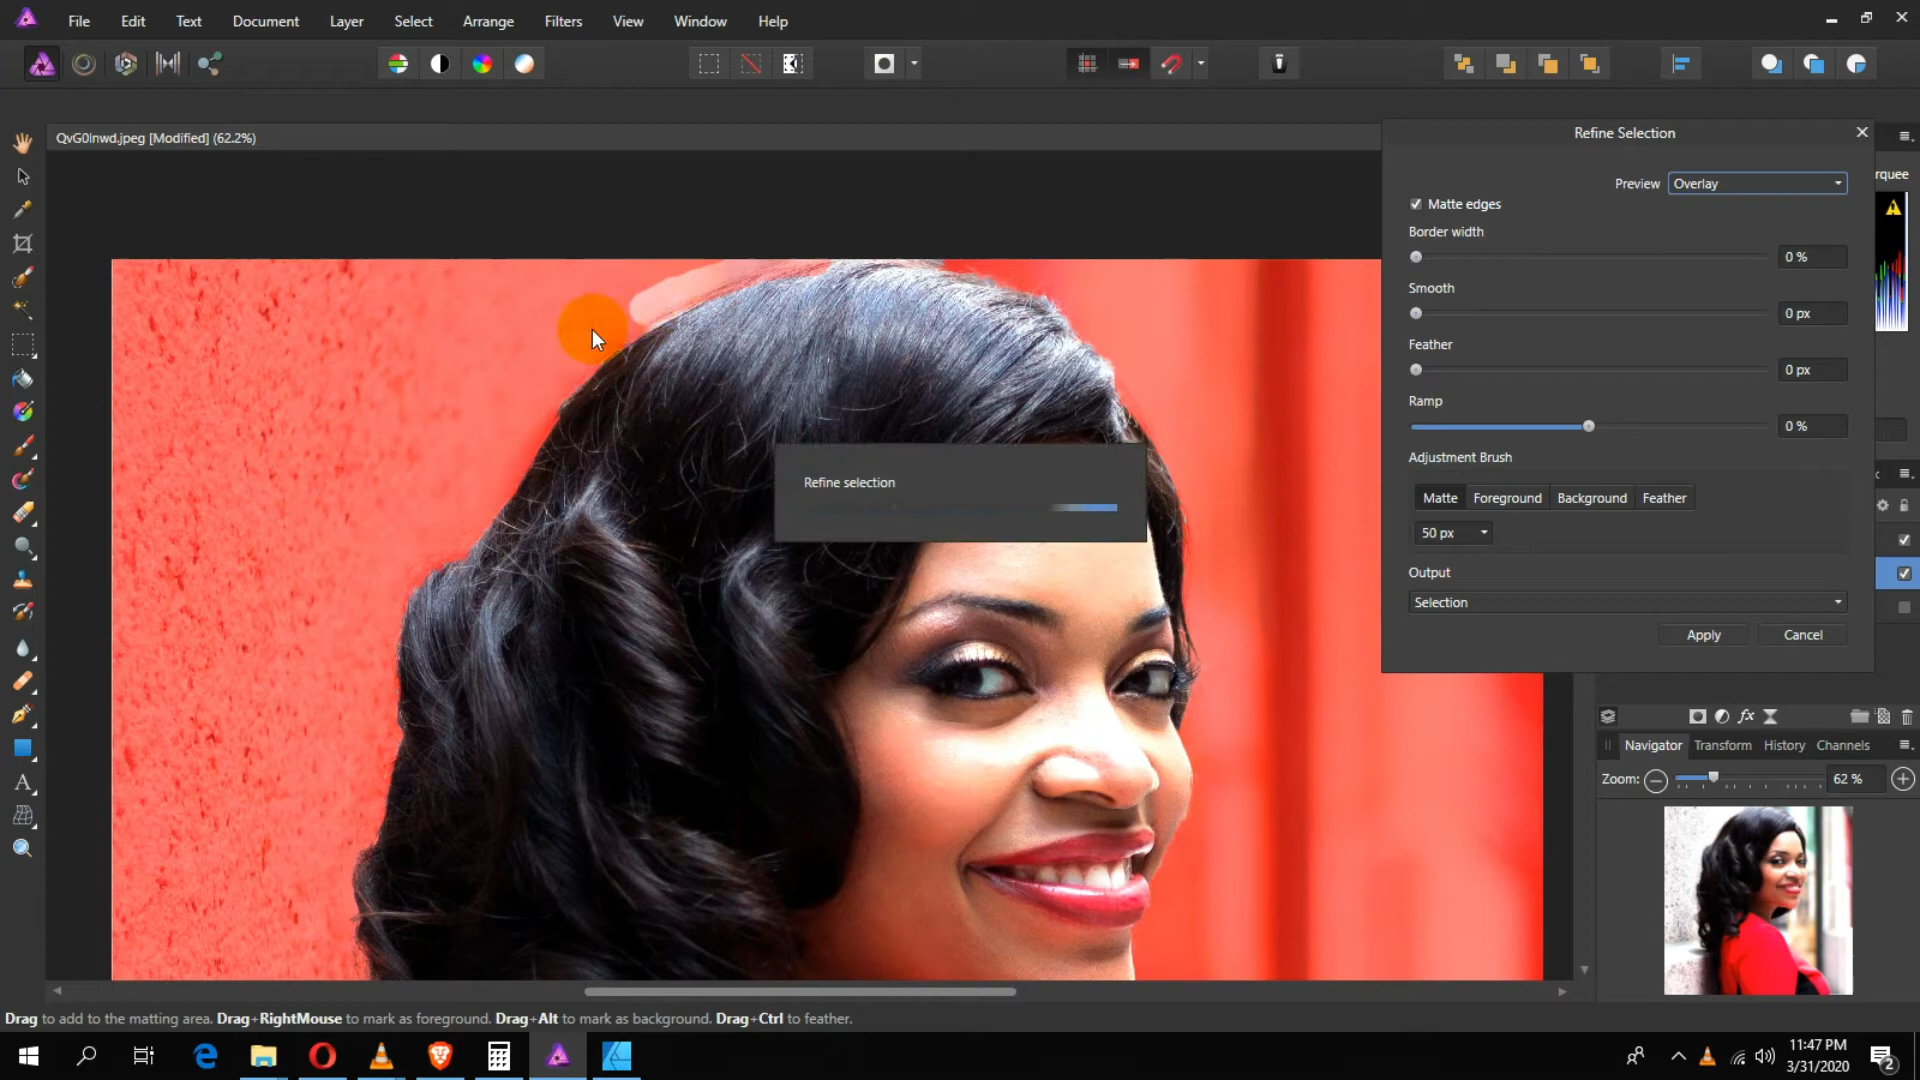 File Edit Text Document Layer Select Arrange Filters View Window Help
QvG0lnwd.jpeg [Modified] (62.2%)
Refine Selection
Preview Overlay
rquee
Matte edges
Border width
0 %
Smooth
0 px
Feather
0 px
Ramp
0 %
Adjustment Brush
Matte Foreground Background Feather
50 px
Output
Selection
Apply Cancel
Refine selection
fx
Navigator Transform History Channels
Zoom: 62 %
Drag to add to the matting area. Drag+RightMouse to mark as foreground. Drag+Alt to mark as background. Drag+Ctrl to feather.
11:47 PM
3/31/2020
2